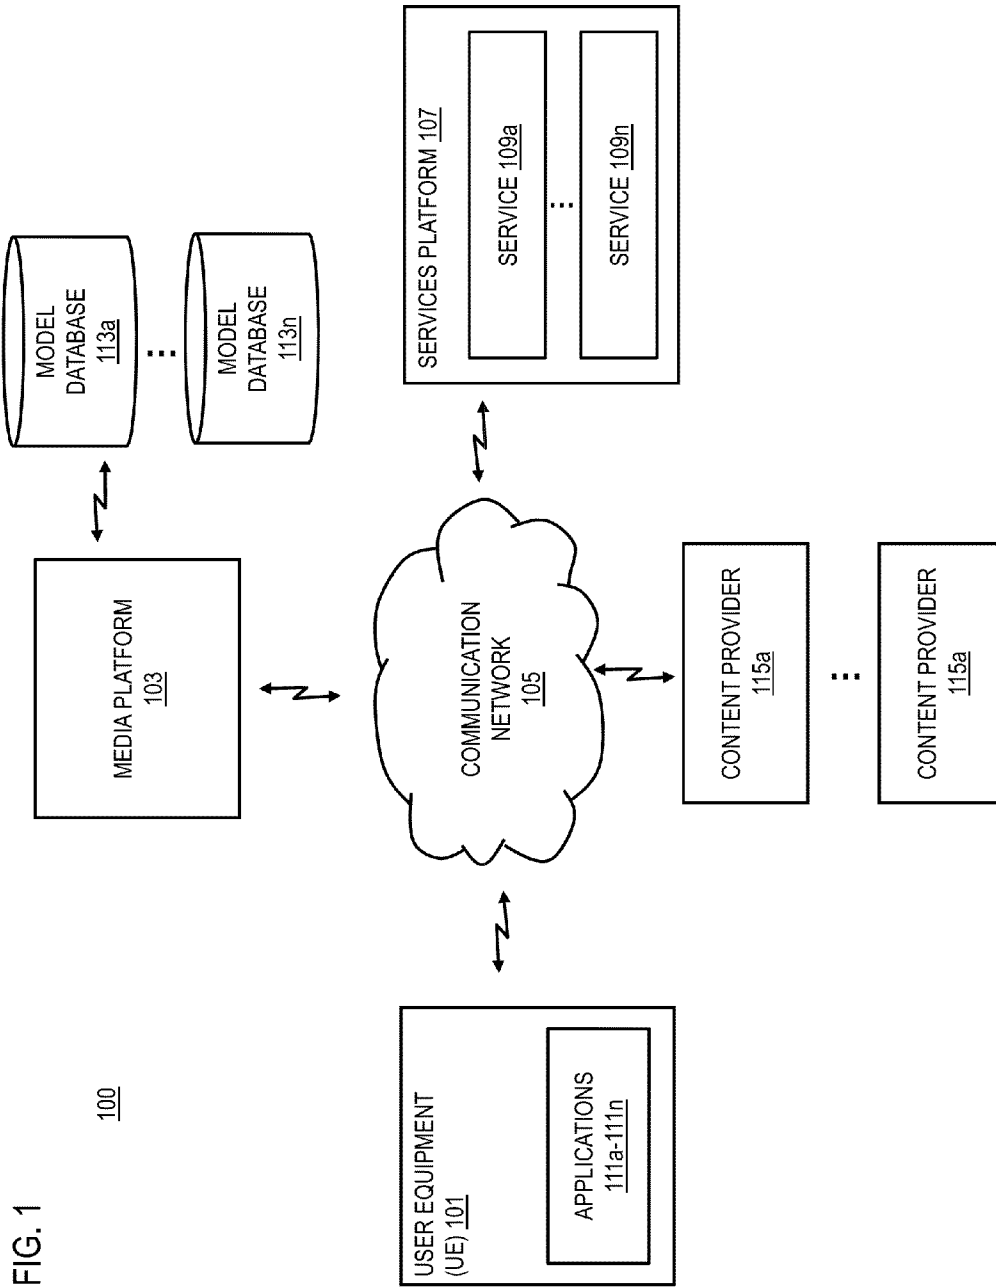 FIG. 1
100
MEDIA PLATFORM
103
MODEL
DATABASE
113a
...
MODEL
DATABASE
113n
USER EQUIPMENT
(UE) 101
APPLICATIONS
111a-111n
COMMUNICATION
NETWORK
105
SERVICES PLATFORM 107
SERVICE 109a
...
SERVICE 109n
CONTENT PROVIDER
115a
...
CONTENT PROVIDER
115a